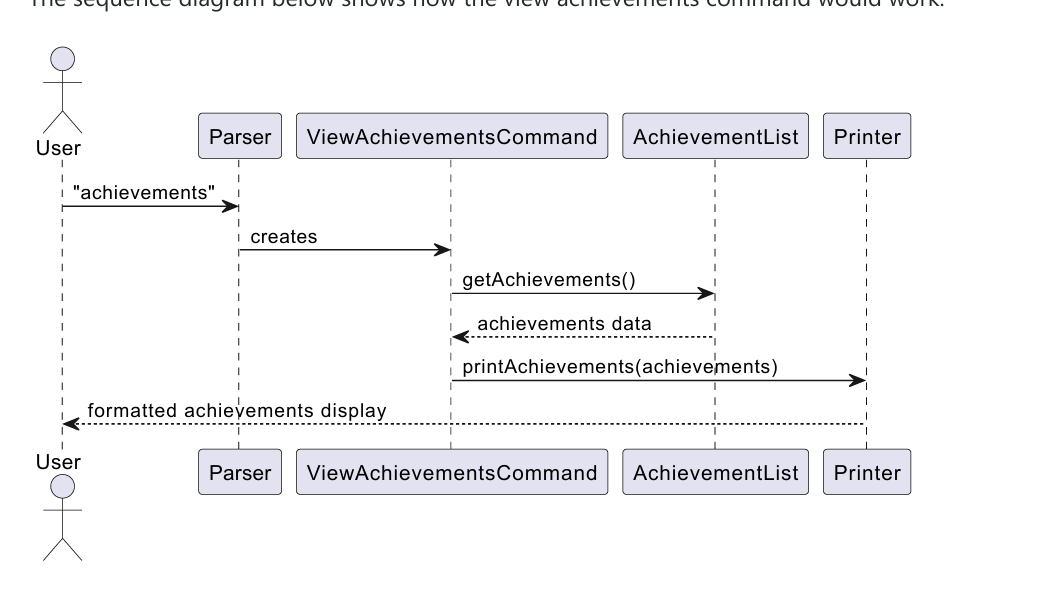 The sequence diagram below shows how the view achievements command would work.
User
Parser
ViewAchievementsCommand
AchievementList
Printer
"achievements"
creates
getAchievements()
achievements data
printAchievements(achievements)
formatted achievements display
User
Parser
ViewAchievementsCommand
AchievementList
Printer